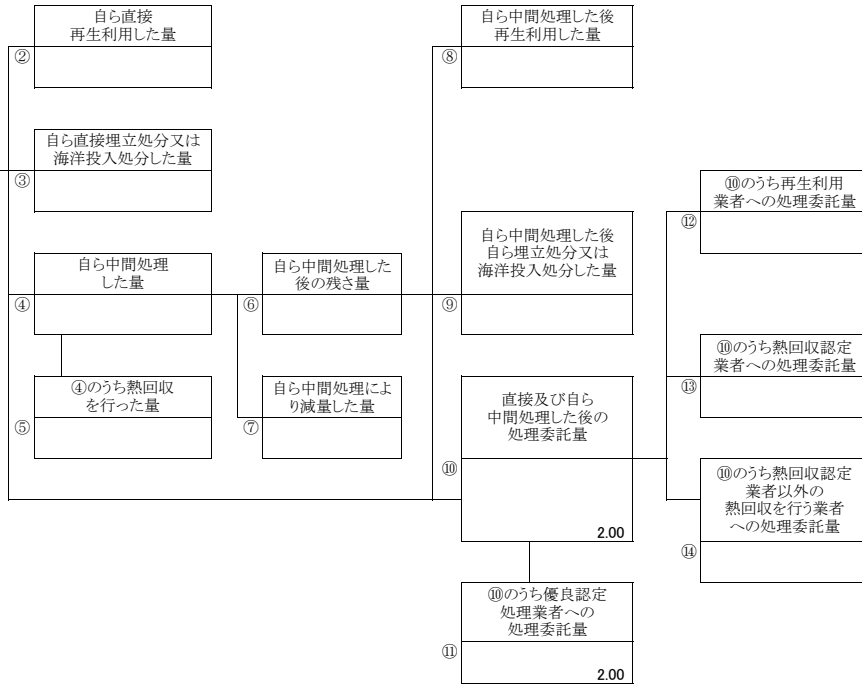 自ら直接
再生利用した量
②
自ら直接埋立処分又は
海洋投入処分した量
③
自ら中間処理
した量
④
④のうち熱回収
を行った量
⑤
自ら中間処理した
後の残さ量
⑥
自ら中間処理によ
り減量した量
⑦
自ら中間処理した後
再生利用した量
⑧
自ら中間処理した後
自ら埋立処分又は
海洋投入処分した量
⑨
直接及び自ら
中間処理した後の
処理委託量
⑩
2.00
⑩のうち優良認定
処理業者への
処理委託量
⑪
2.00
⑩のうち再生利用
業者への処理委託量
⑫
⑩のうち熱回収認定
業者への処理委託量
⑬
⑩のうち熱回収認定
業者以外の
熱回収を行う業者
への処理委託量
⑭